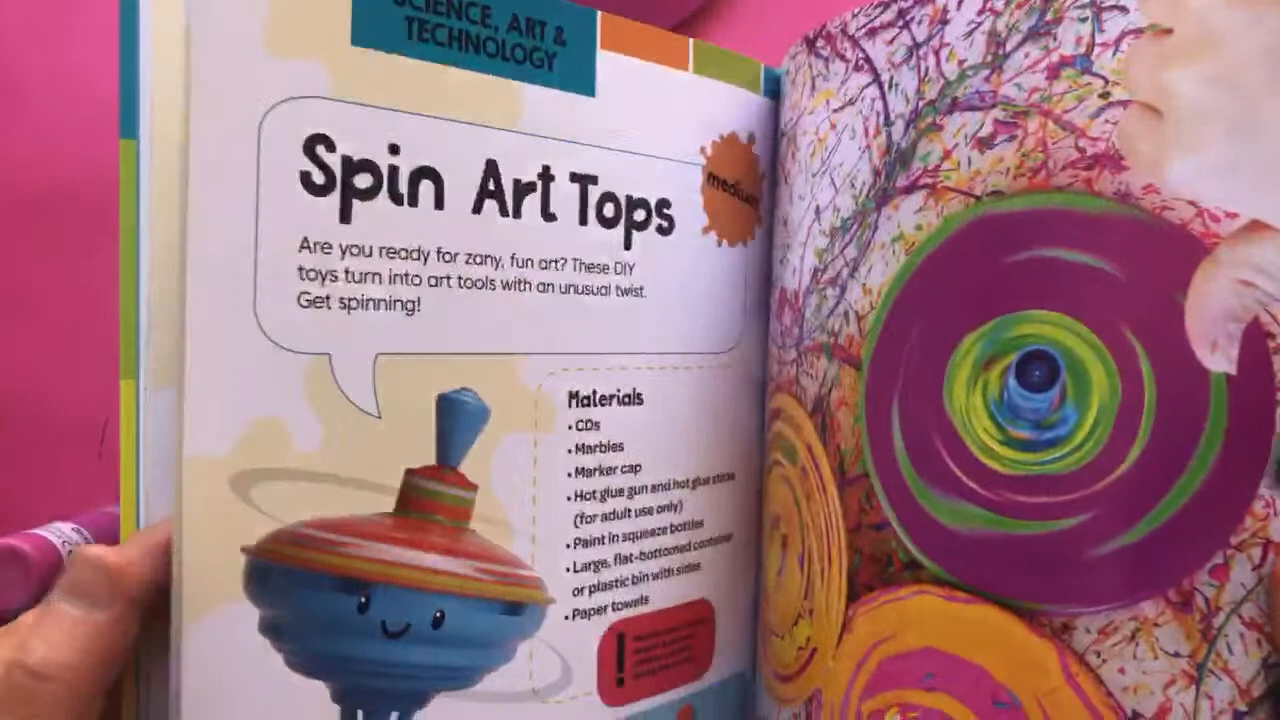 SCIENCE, ART &
TECHNOLOGY
Spin Art Tops
medium
Are you ready for zany, fun art? These DIY
toys turn into art tools with an unusual twist.
Get spinning!
Materials
• CDs
• Marbles
• Marker cap
• Hot glue gun and hot glue sticks
(for adult use only)
• Paint in squeeze bottles
• Large, flat-bottomed container
or plastic bin with sides
• Paper towels
!